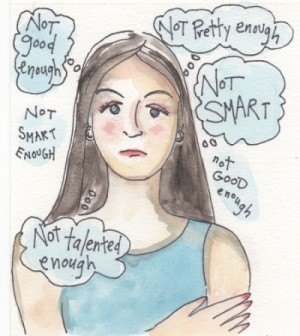 Not
good
enough
Not Pretty enough
Not
SMART
NOT
SMART
ENOUGH
not
GOOD
enough
Not talented
enough